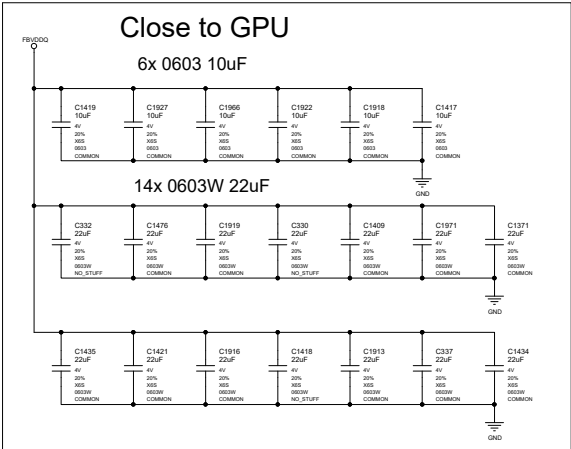 Close to GPU
FBVDDQ
6x 0603 10uF
C1419 C1927 C1966 C1922 C1918 C1417
10uF 10uF 10uF 10uF 10uF 10uF
4V 4V 4V 4V 4V 4V
20% 20% 20% 20% 20% 20%
X6S X6S X6S X6S X6S X6S
0603 0603 0603 0603 0603 0603
COMMON COMMON COMMON COMMON COMMON COMMON
GND
14x 0603W 22uF
C332 C1476 C1919 C330 C1409 C1971 C1371
22uF 22uF 22uF 22uF 22uF 22uF 22uF
4V 4V 4V 4V 4V 4V 4V
20% 20% 20% 20% 20% 20% 20%
X6S X6S X6S X6S X6S X6S X6S
0603W 0603W 0603W 0603W 0603W 0603W 0603W
NO_STUFF COMMON COMMON NO_STUFF COMMON COMMON COMMON
GND
C1435 C1421 C1916 C1418 C1913 C337 C1434
22uF 22uF 22uF 22uF 22uF 22uF 22uF
4V 4V 4V 4V 4V 4V 4V
20% 20% 20% 20% 20% 20% 20%
X6S X6S X6S X6S X6S X6S X6S
0603W 0603W 0603W 0603W 0603W 0603W 0603W
COMMON COMMON COMMON NO_STUFF COMMON COMMON COMMON
GND